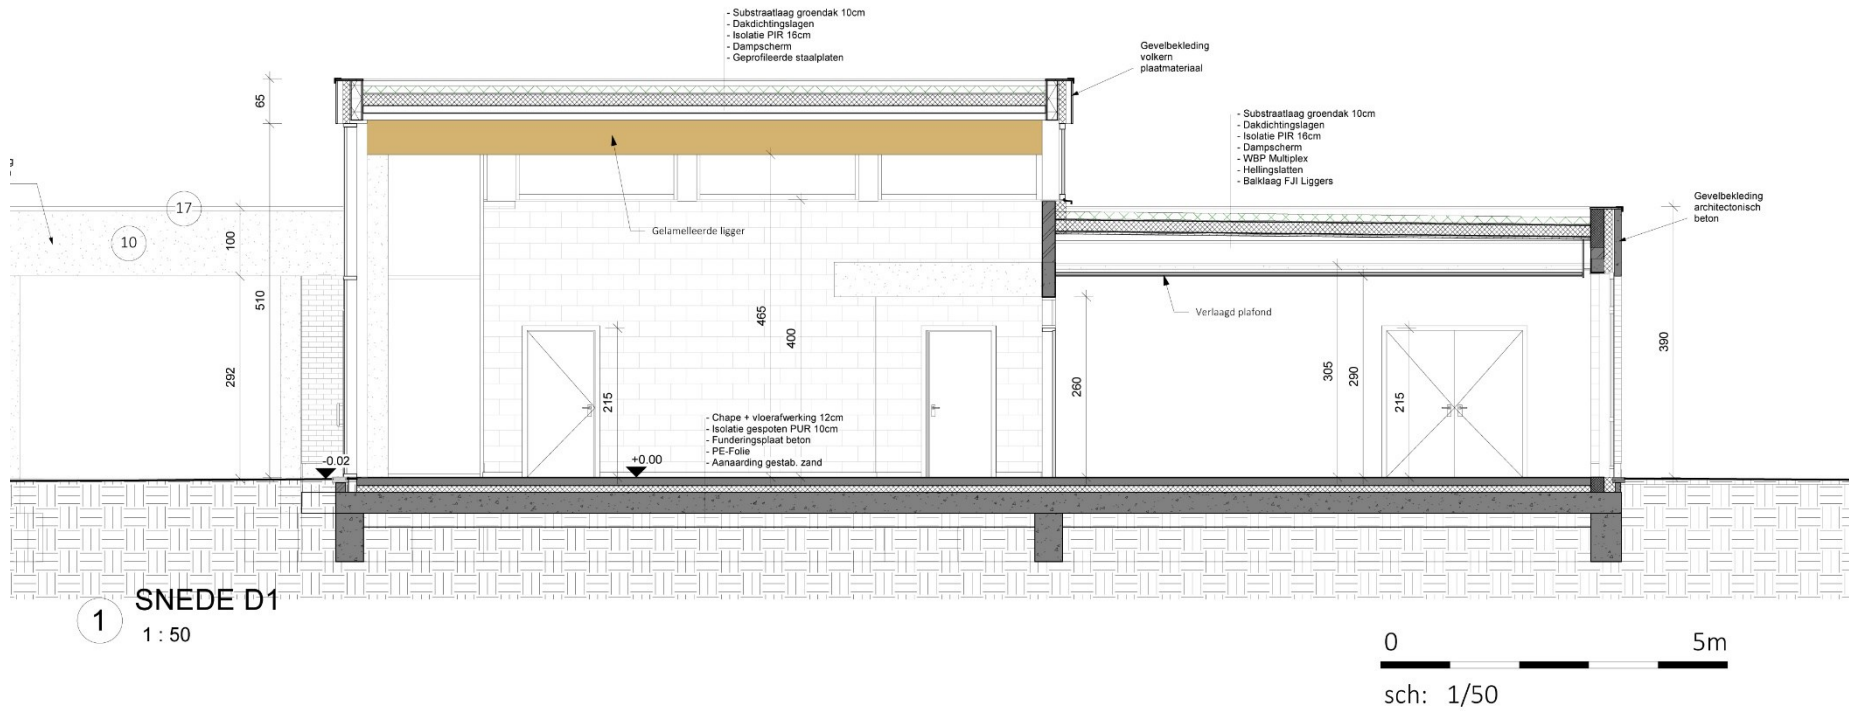 - Substraatlaag groendak 10cm
- Dakdichtingslagen
- Isolatie PIR 16cm
- Dampscherm
- Geprofileerde staalplaten
Gevelbekleding
volkern
plaatmateriaal
- Substraatlaag groendak 10cm
- Dakdichtingslagen
- Isolatie PIR 16cm
- Dampscherm
- WBP Multiplex
- Hellingslatten
- Balklaag FJI Liggers
Gevelbekleding
architectonisch
beton
65
17
10
100
510
292
Gelamelleerde ligger
465
400
Verlaagd plafond
215
260
305
290
215
390
- Chape + vloerafwerking 12cm
- Isolatie gespoten PUR 10cm
- Funderingsplaat beton
- PE-Folie
- Aanaarding gestab. zand
-0.02
+0.00
1
SNEDE D1
1 : 50
0 5m
sch: 1/50